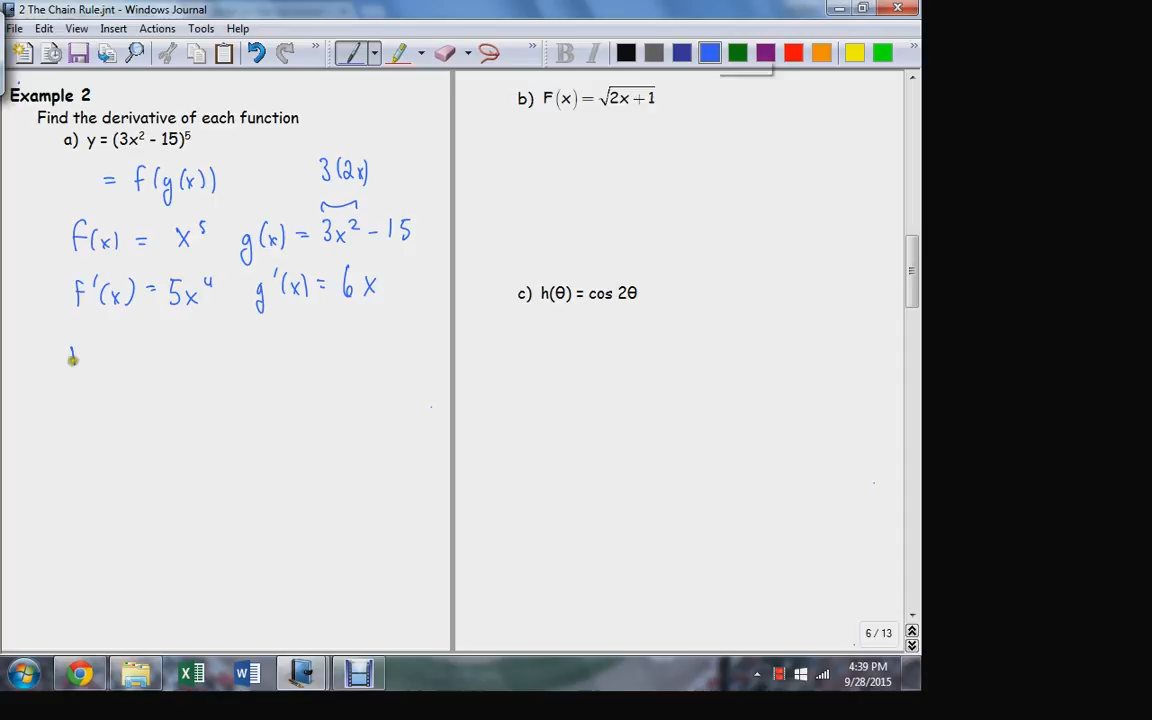 2 The Chain Rule.jnt - Windows Journal
File Edit View Insert Actions Tools Help
B I
Example 2
Find the derivative of each function
a) y = (3x² - 15)⁵
= f(g(x))
3(2x)
f(x) = x⁵ g(x) = 3x² - 15
f'(x) = 5x⁴ g'(x) = 6x
b) F(x) = √(2x + 1)
c) h(θ) = cos 2θ
6 / 13
4:39 PM
9/28/2015